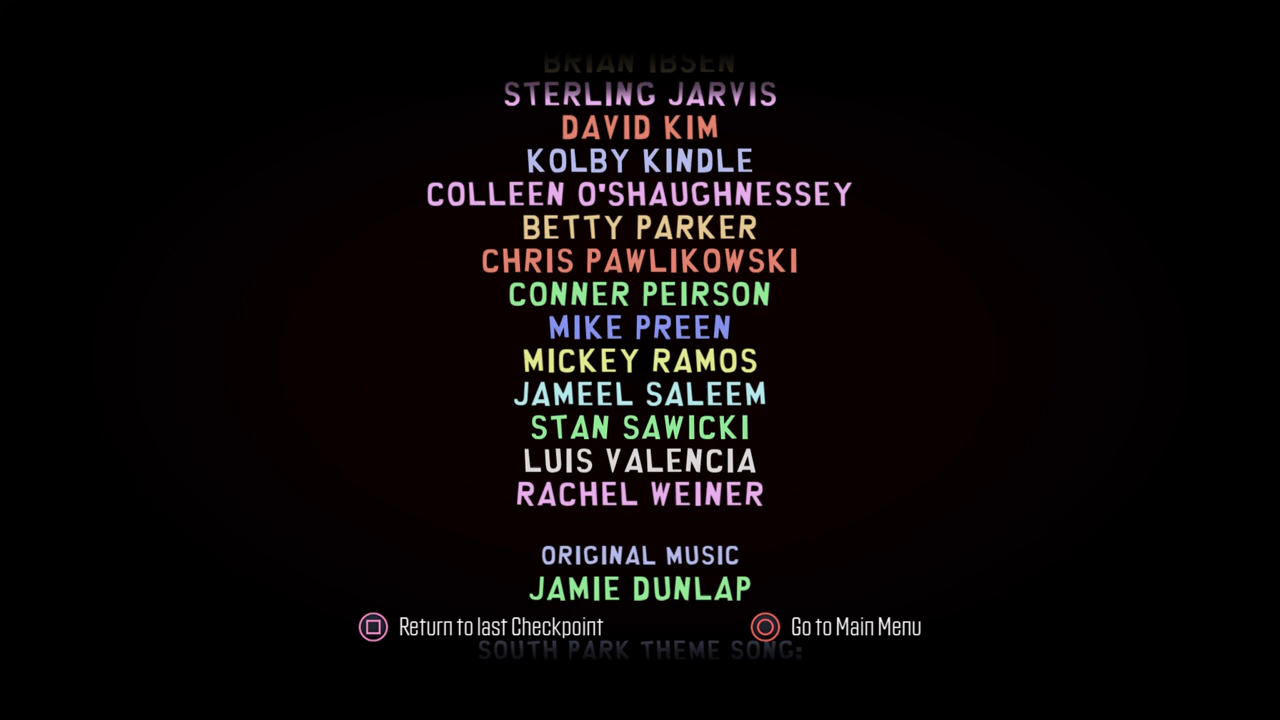 BRIAN IBSEN
STERLING JARVIS
DAVID KIM
KOLBY KINDLE
COLLEEN O'SHAUGHNESSEY
BETTY PARKER
CHRIS PAWLIKOWSKI
CONNER PEIRSON
MIKE PREEN
MICKEY RAMOS
JAMEEL SALEEM
STAN SAWICKI
LUIS VALENCIA
RACHEL WEINER
ORIGINAL MUSIC
JAMIE DUNLAP
Return to last Checkpoint Go to Main Menu
SOUTH PARK THEME SONG: